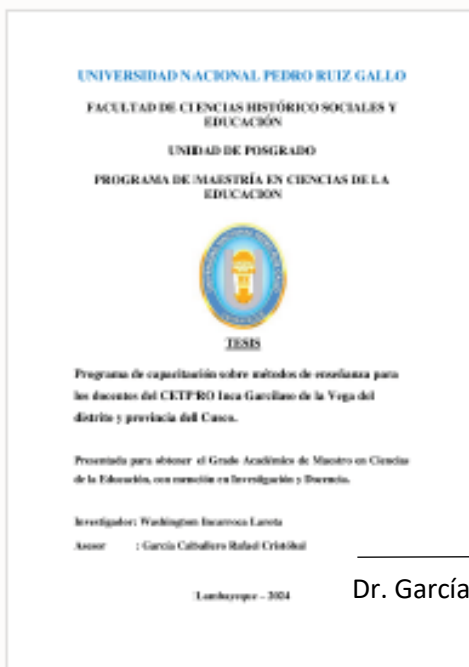 UNIVERSIDAD NACIONAL PEDRO RUIZ GALLO
FACULTAD DE CIENCIAS HISTÓRICO SOCIALES Y
EDUCACIÓN
UNIDAD DE POSGRADO
PROGRAMA DE MAESTRÍA EN CIENCIAS DE LA
EDUCACION
TESIS
Programa de capacitación sobre métodos de enseñanza para
los docentes del CETPRO Inca Garcilaso de la Vega del
distrito y provincia del Cusco.
Presentada para obtener el Grado Académico de Maestro en Ciencias
de la Educación, con mención en Investigación y Docencia.
Investigador: Washington Incarroca Larota
Asesor : García Caballero Rafael Cristóbal
Lambayeque – 2024
Dr. García